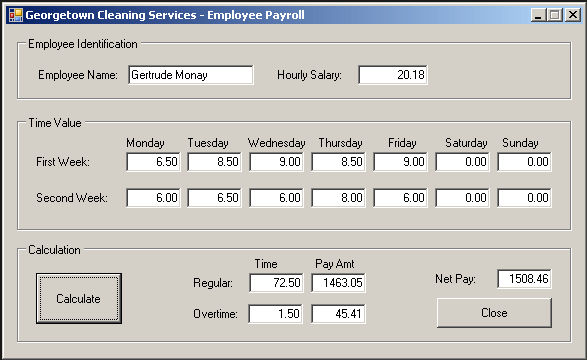 Georgetown Cleaning Services - Employee Payroll
Employee Identification
Employee Name: Gertrude Monay Hourly Salary: 20.18
Time Value
Monday Tuesday Wednesday Thursday Friday Saturday Sunday
First Week: 6.50 8.50 9.00 8.50 9.00 0.00 0.00
Second Week: 6.00 6.50 6.00 8.00 6.00 0.00 0.00
Calculation
Time Pay Amt
Calculate Regular: 72.50 1463.05 Net Pay: 1508.46
Overtime: 1.50 45.41 Close